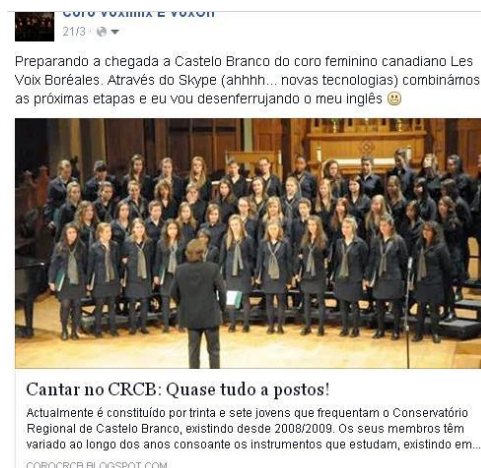 Coro VoxMix E VoxOff
21/3
Preparando a chegada a Castelo Branco do coro feminino canadiano Les
Voix Boréales. Através do Skype (ahhhh... novas tecnologias) combinámos
as próximas etapas e eu vou desenferrujando o meu inglês
Cantar no CRCB: Quase tudo a postos!
Actualmente é constituído por trinta e sete jovens que frequentam o Conservatório
Regional de Castelo Branco, existindo desde 2008/2009. Os seus membros têm
variado ao longo dos anos consoante os instrumentos que estudam, existindo em...
COROCRCB.BLOGSPOT.COM